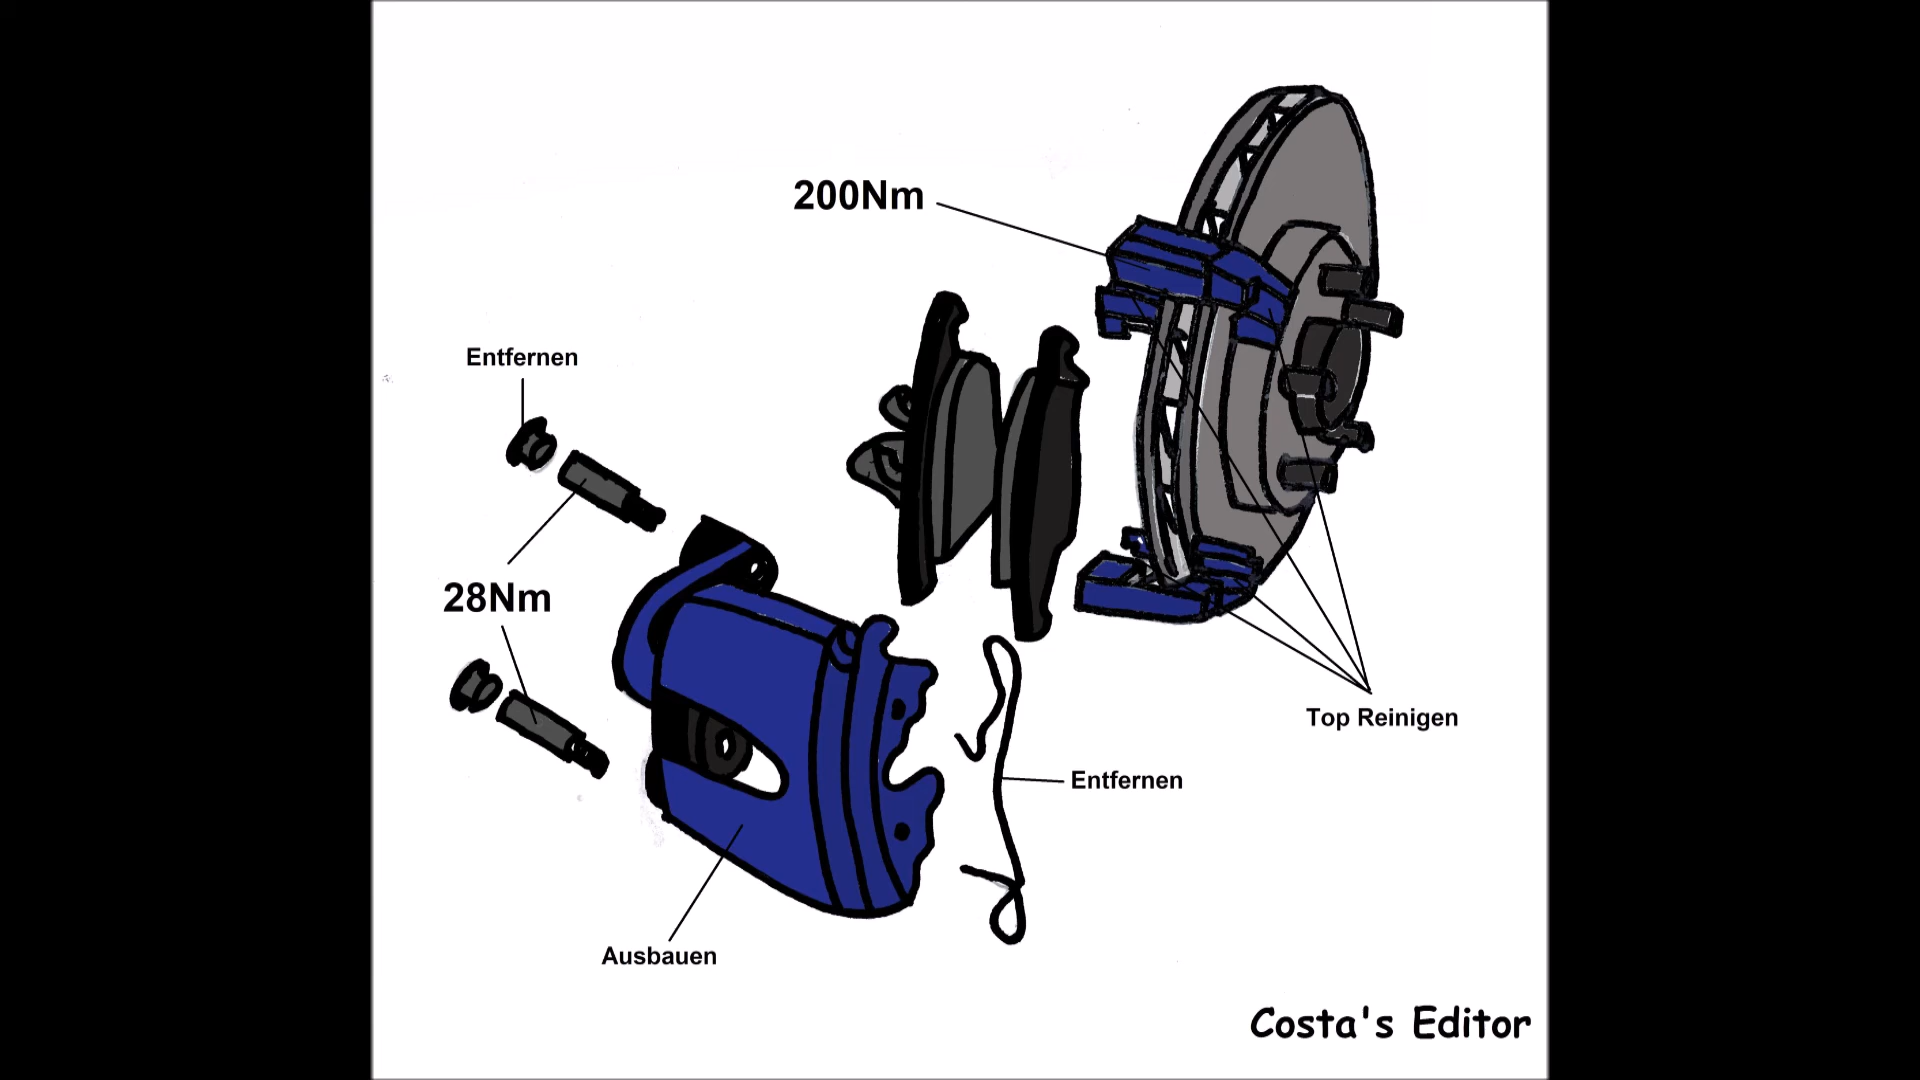 200Nm
Entfernen
28Nm
Top Reinigen
Entfernen
Ausbauen
Costa's Editor